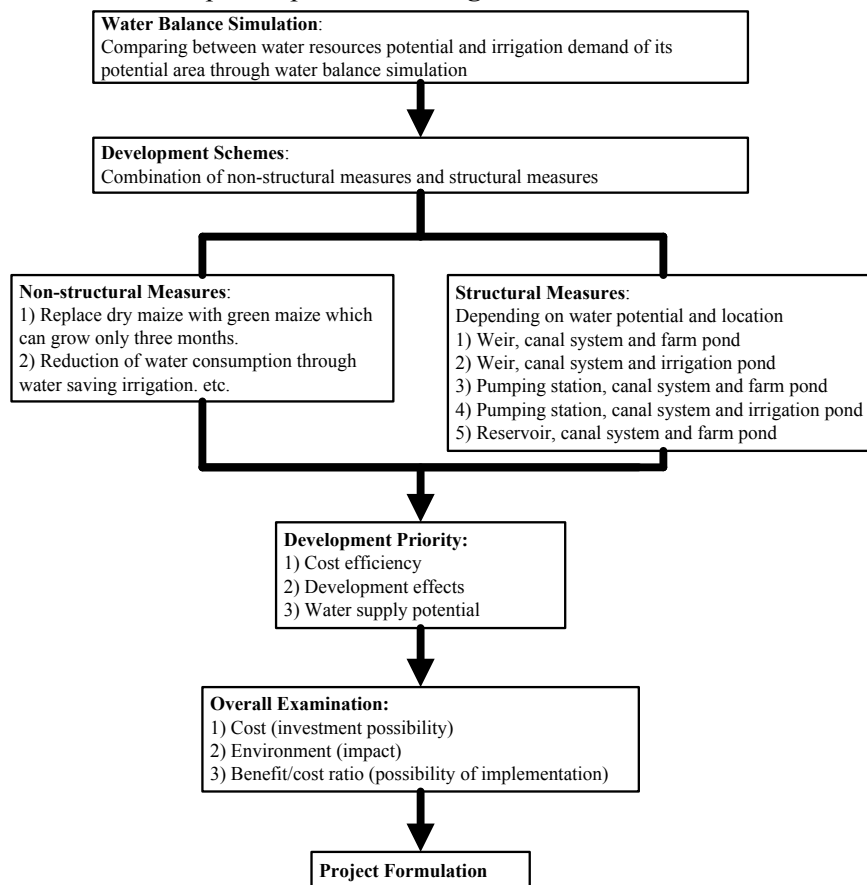 Water Balance Simulation:
Comparing between water resources potential and irrigation demand of its
potential area through water balance simulation
Development Schemes:
Combination of non-structural measures and structural measures
Non-structural Measures:
1) Replace dry maize with green maize which
can grow only three months.
2) Reduction of water consumption through
water saving irrigation. etc.
Structural Measures:
Depending on water potential and location
1) Weir, canal system and farm pond
2) Weir, canal system and irrigation pond
3) Pumping station, canal system and farm pond
4) Pumping station, canal system and irrigation pond
5) Reservoir, canal system and farm pond
Development Priority:
1) Cost efficiency
2) Development effects
3) Water supply potential
Overall Examination:
1) Cost (investment possibility)
2) Environment (impact)
3) Benefit/cost ratio (possibility of implementation)
Project Formulation